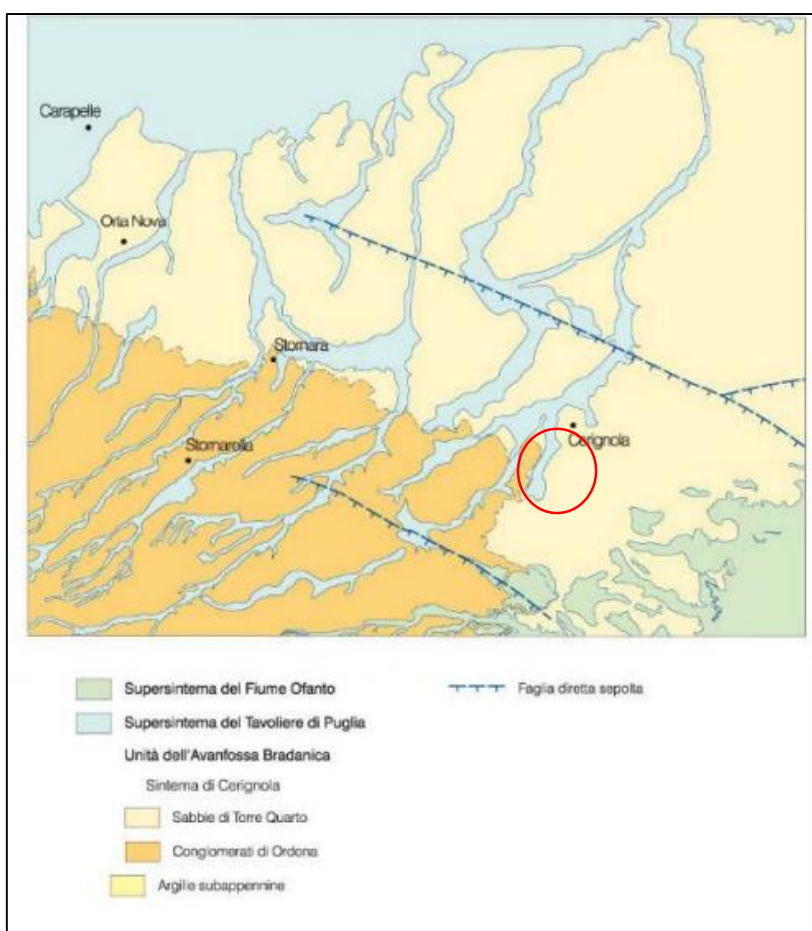 Carapelle
Orta Nova
Stornara
Stornarella
Cerignola
Supersintema del Fiume Ofanto
Faglia diretta sepolta
Supersintema del Tavoliere di Puglia
Unità dell'Avanfossa Bradanica
Sintema di Cerignola
Sabbie di Torre Quarto
Conglomerati di Ordona
Argille subappennine